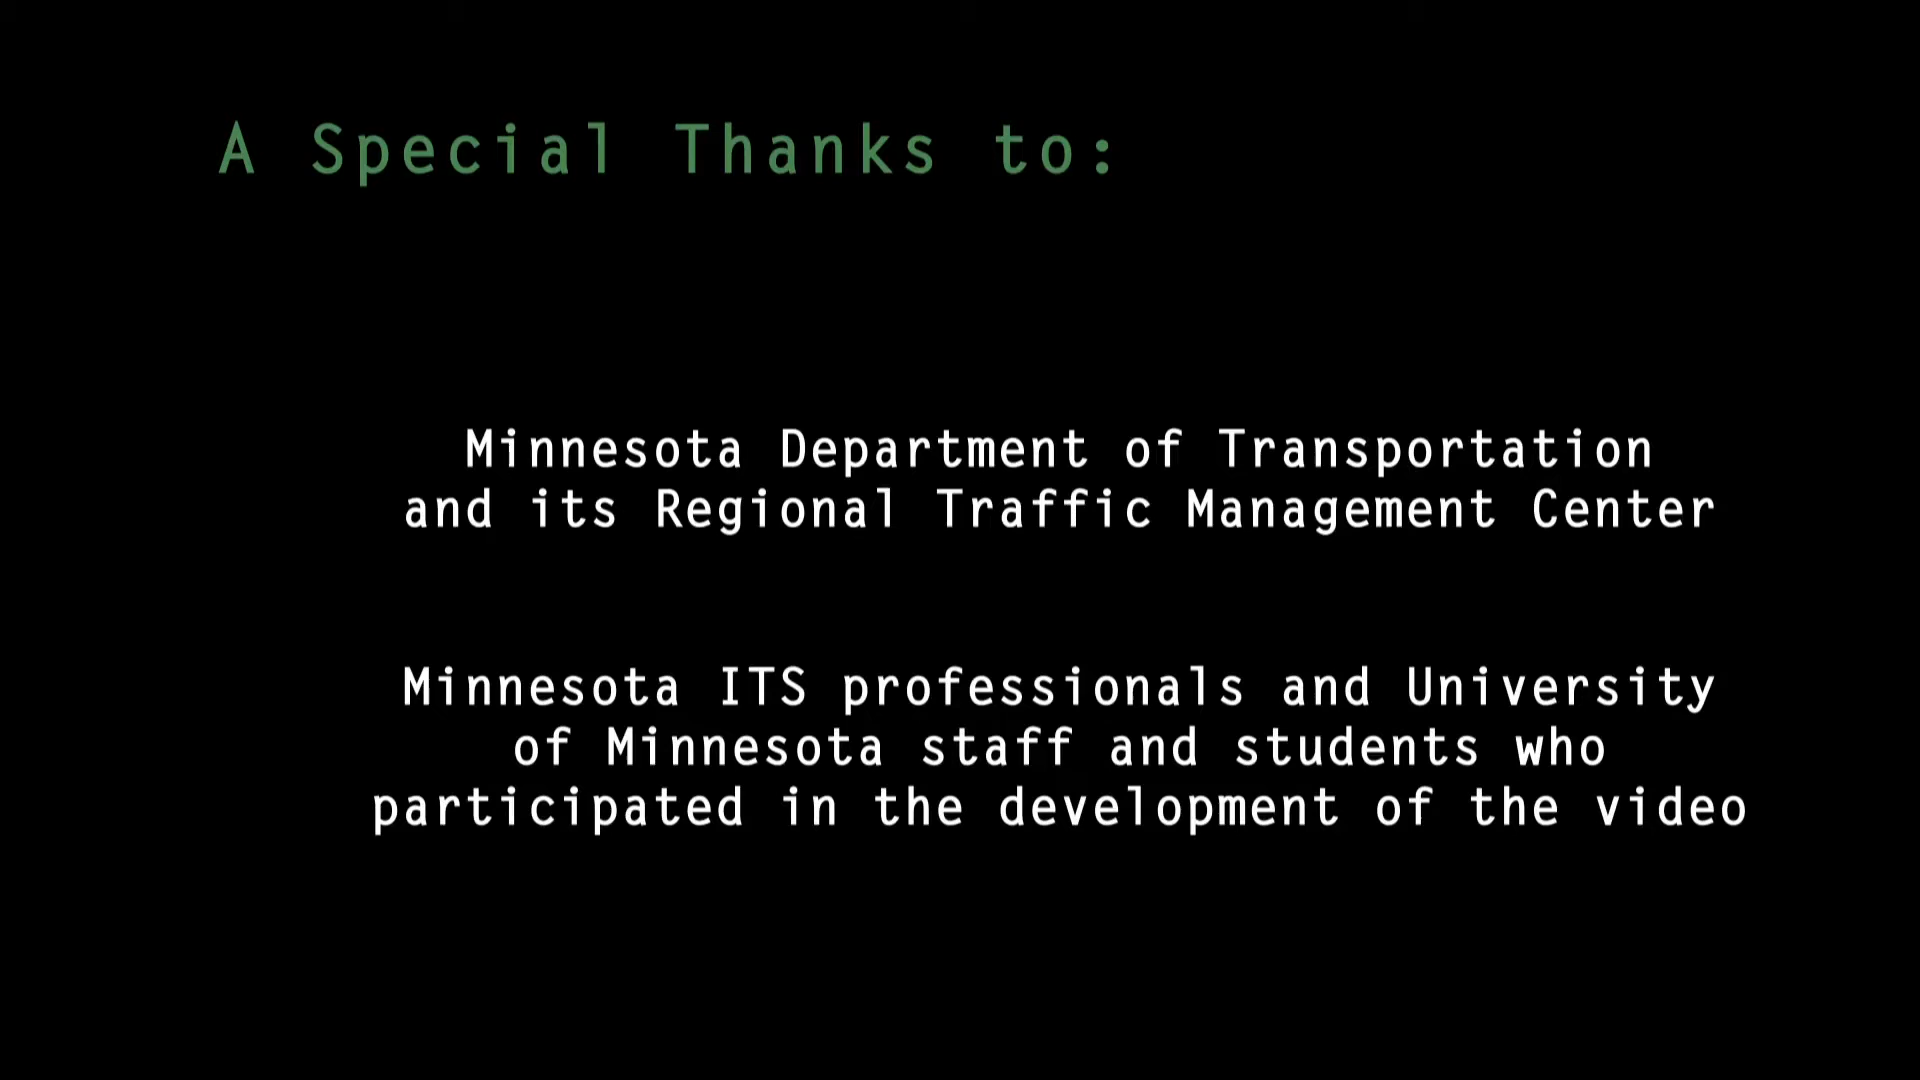 A Special Thanks to:
Minnesota Department of Transportation
and its Regional Traffic Management Center
Minnesota ITS professionals and University
of Minnesota staff and students who
participated in the development of the video